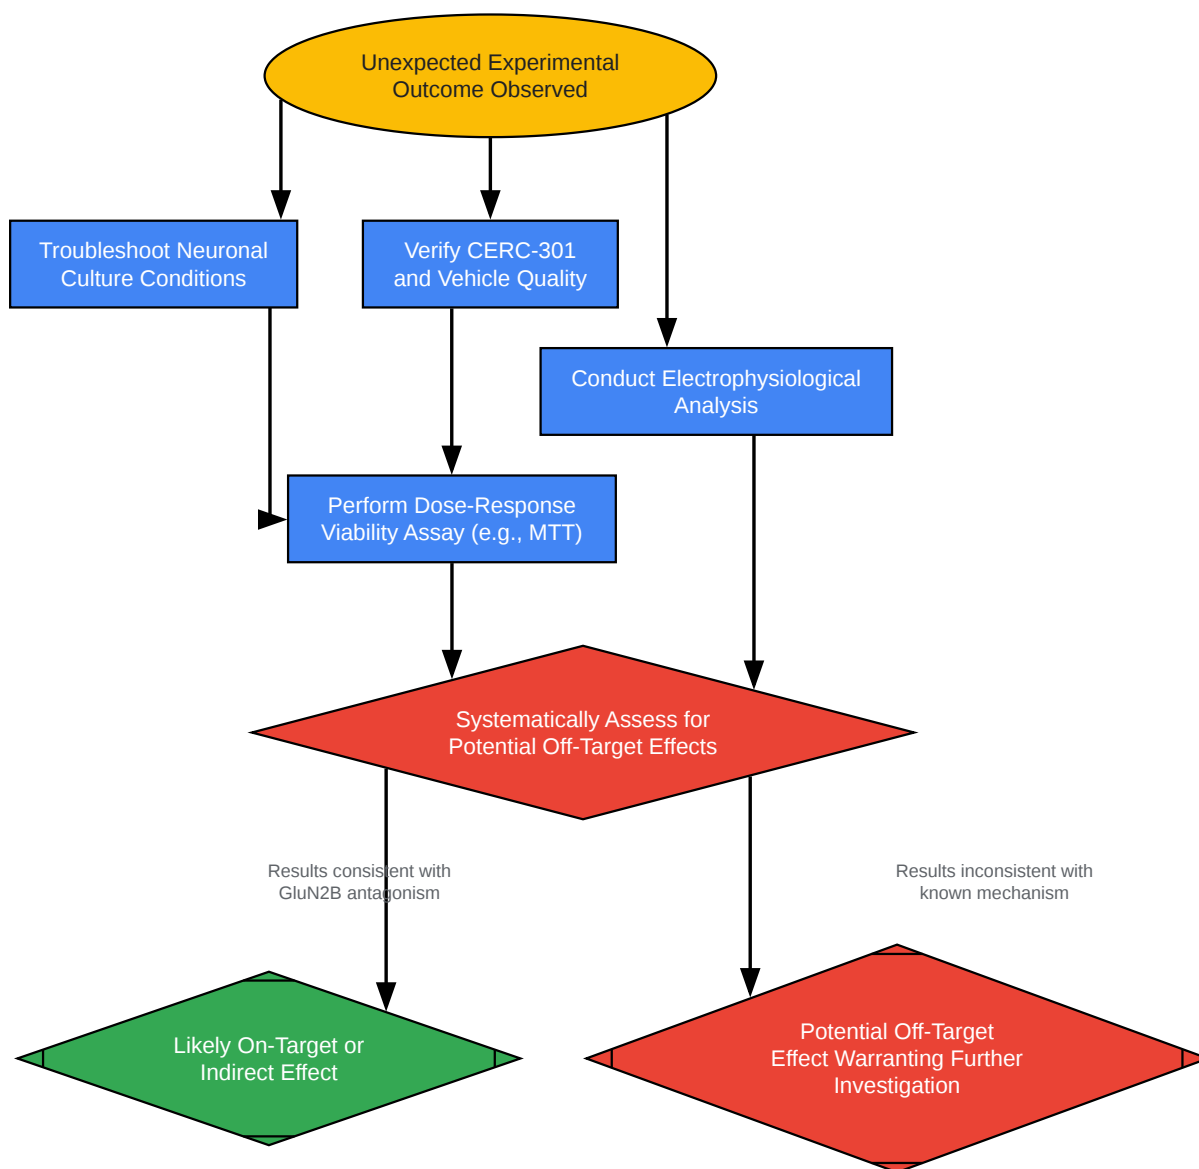 Unexpected Experimental
Outcome Observed
Troubleshoot Neuronal
Culture Conditions
Verify CERC-301
and Vehicle Quality
Conduct Electrophysiological
Analysis
Perform Dose-Response
Viability Assay (e.g., MTT)
Systematically Assess for
Potential Off-Target Effects
Results consistent with
GluN2B antagonism
Results inconsistent with
known mechanism
Likely On-Target or
Indirect Effect
Potential Off-Target
Effect Warranting Further
Investigation